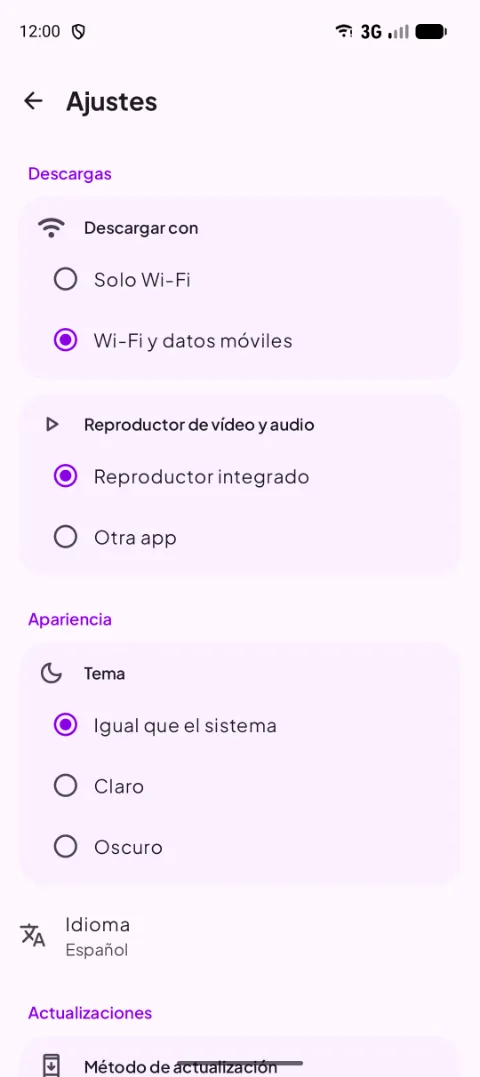 12:00
3G
Ajustes
Descargas
Descargar con
Solo Wi-Fi
Wi-Fi y datos móviles
Reproductor de vídeo y audio
Reproductor integrado
Otra app
Apariencia
Tema
Igual que el sistema
Claro
Oscuro
Idioma
Español
Actualizaciones
Método de actualización